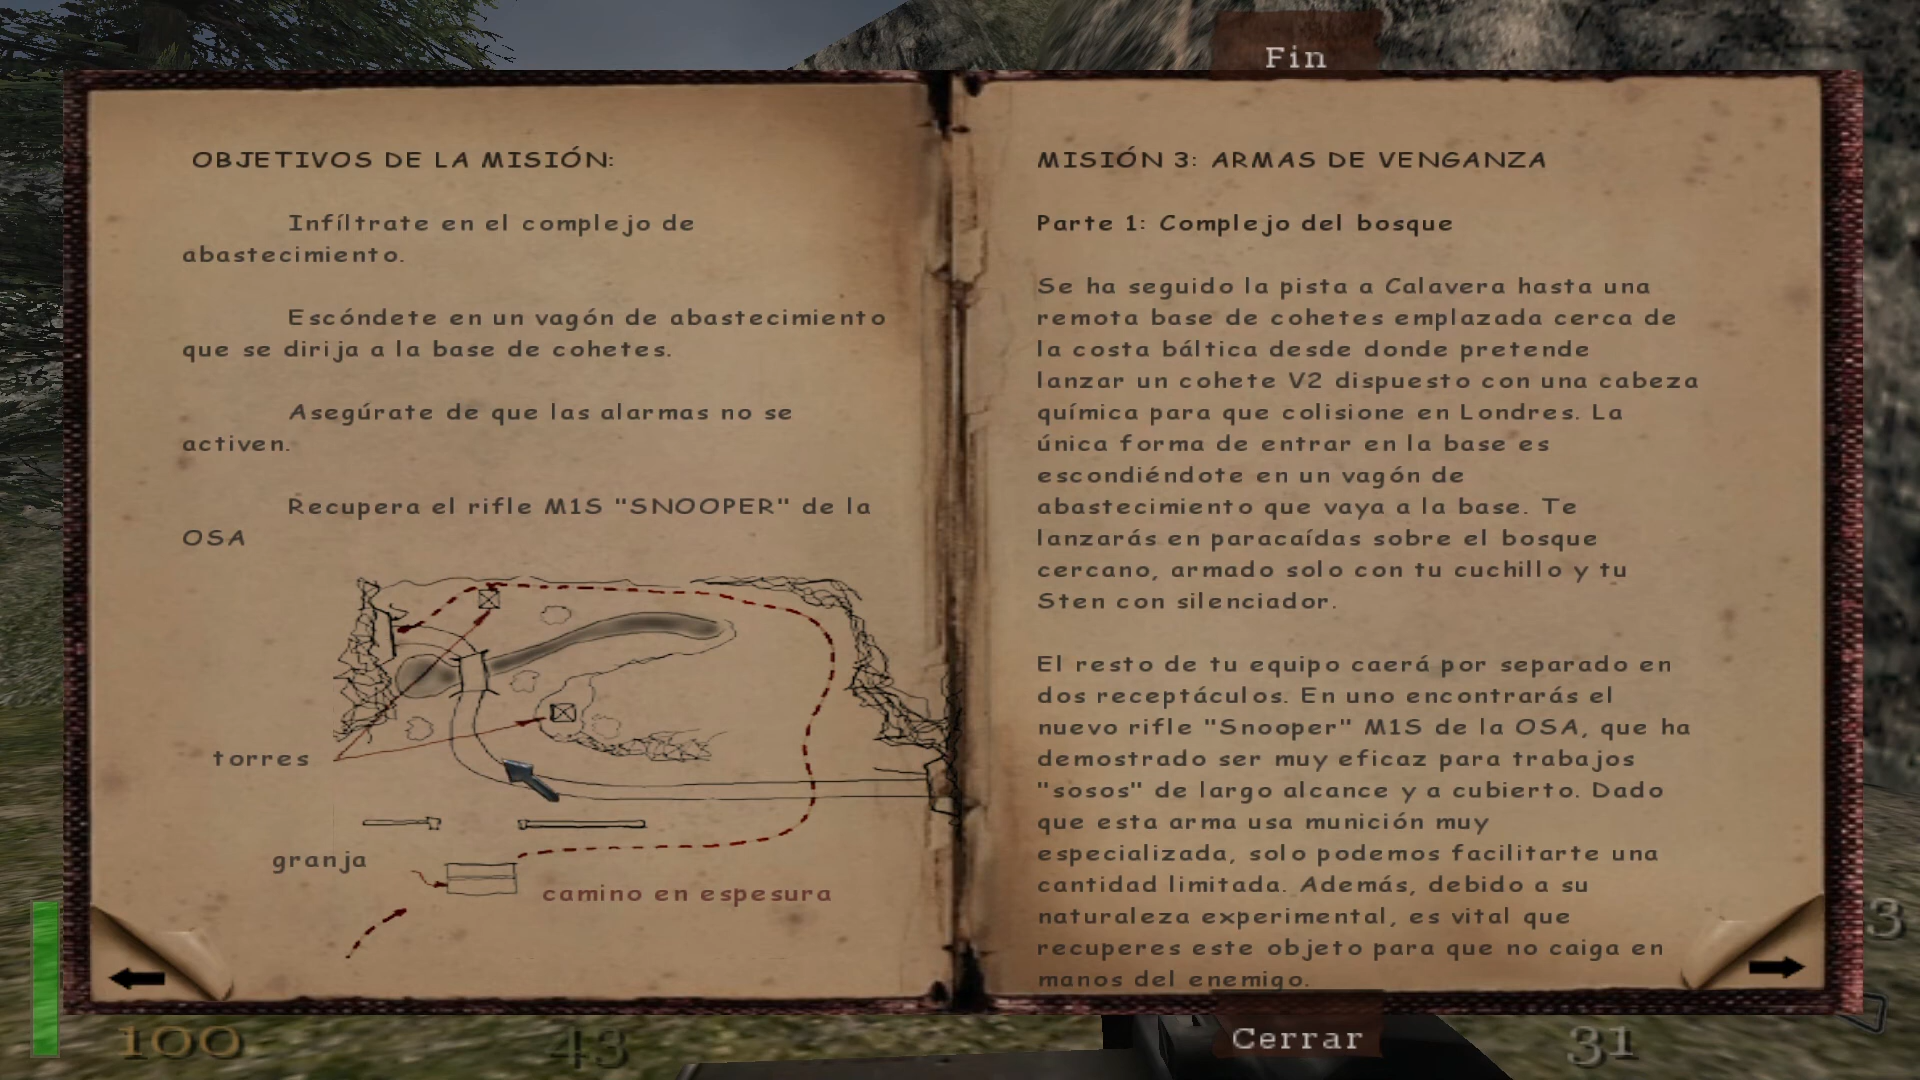 Fin
OBJETIVOS DE LA MISIÓN:
Infíltrate en el complejo de
abastecimiento.
Escóndete en un vagón de abastecimiento
que se dirija a la base de cohetes.
Asegúrate de que las alarmas no se
activen.
Recupera el rifle M1S "SNOOPER" de la
OSA
torres
granja
camino en espesura
MISIÓN 3: ARMAS DE VENGANZA
Parte 1: Complejo del bosque
Se ha seguido la pista a Calavera hasta una
remota base de cohetes emplazada cerca de
la costa báltica desde donde pretende
lanzar un cohete V2 dispuesto con una cabeza
química para que colisione en Londres. La
única forma de entrar en la base es
escondiéndote en un vagón de
abastecimiento que vaya a la base. Te
lanzarás en paracaídas sobre el bosque
cercano, armado solo con tu cuchillo y tu
Sten con silenciador.
El resto de tu equipo caerá por separado en
dos receptáculos. En uno encontrarás el
nuevo rifle "Snooper" M1S de la OSA, que ha
demostrado ser muy eficaz para trabajos
"sosos" de largo alcance y a cubierto. Dado
que esta arma usa munición muy
especializada, solo podemos facilitarte una
cantidad limitada. Además, debido a su
naturaleza experimental, es vital que
recuperes este objeto para que no caiga en
manos del enemigo.
3
100
43
Cerrar
31